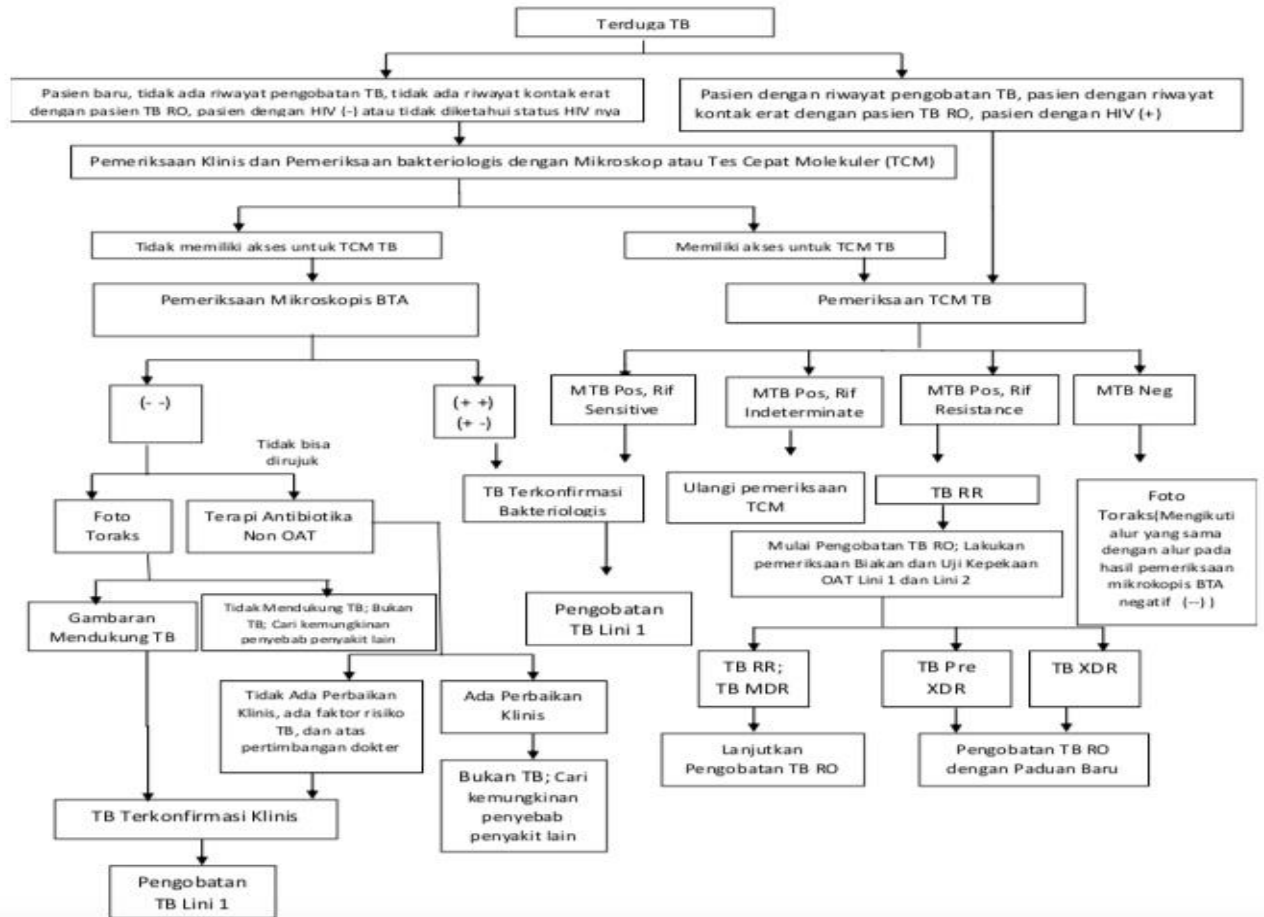 Terduga TB
Pasien baru, tidak ada riwayat pengobatan TB, tidak ada riwayat kontak erat
dengan pasien TB RO, pasien dengan HIV (-) atau tidak diketahui status HIV nya
Pasien dengan riwayat pengobatan TB, pasien dengan riwayat
kontak erat dengan pasien TB RO, pasien dengan HIV (+)
Pemeriksaan Klinis dan Pemeriksaan bakteriologis dengan Mikroskop atau Tes Cepat Molekuler (TCM)
Tidak memiliki akses untuk TCM TB
Memiliki akses untuk TCM TB
Pemeriksaan Mikroskopis BTA
Pemeriksaan TCM TB
(- -)
(+ +)
(+ -)
MTB Pos, Rif
Sensitive
MTB Pos, Rif
Indeterminate
MTB Pos, Rif
Resistance
MTB Neg
Tidak bisa
dirujuk
Foto
Toraks
Terapi Antibiotika
Non OAT
TB Terkonfirmasi
Bakteriologis
Ulangi pemeriksaan
TCM
TB RR
Foto
Toraks(Mengikuti
alur yang sama
dengan alur pada
hasil pemeriksaan
mikrokopis BTA
negatif (--) )
Mulai Pengobatan TB RO; Lakukan
pemeriksaan Biakan dan Uji Kepekaan
OAT Lini 1 dan Lini 2
Gambaran
Mendukung TB
Tidak Mendukung TB; Bukan
TB; Cari kemungkinan
penyebab penyakit lain
Pengobatan
TB Lini 1
TB RR;
TB MDR
TB Pre
XDR
TB XDR
Tidak Ada Perbaikan
Klinis, ada faktor risiko
TB, dan atas
pertimbangan dokter
Ada Perbaikan
Klinis
Lanjutkan
Pengobatan TB RO
Pengobatan TB RO
dengan Paduan Baru
Bukan TB; Cari
kemungkinan
penyebab
penyakit lain
TB Terkonfirmasi Klinis
Pengobatan
TB Lini 1